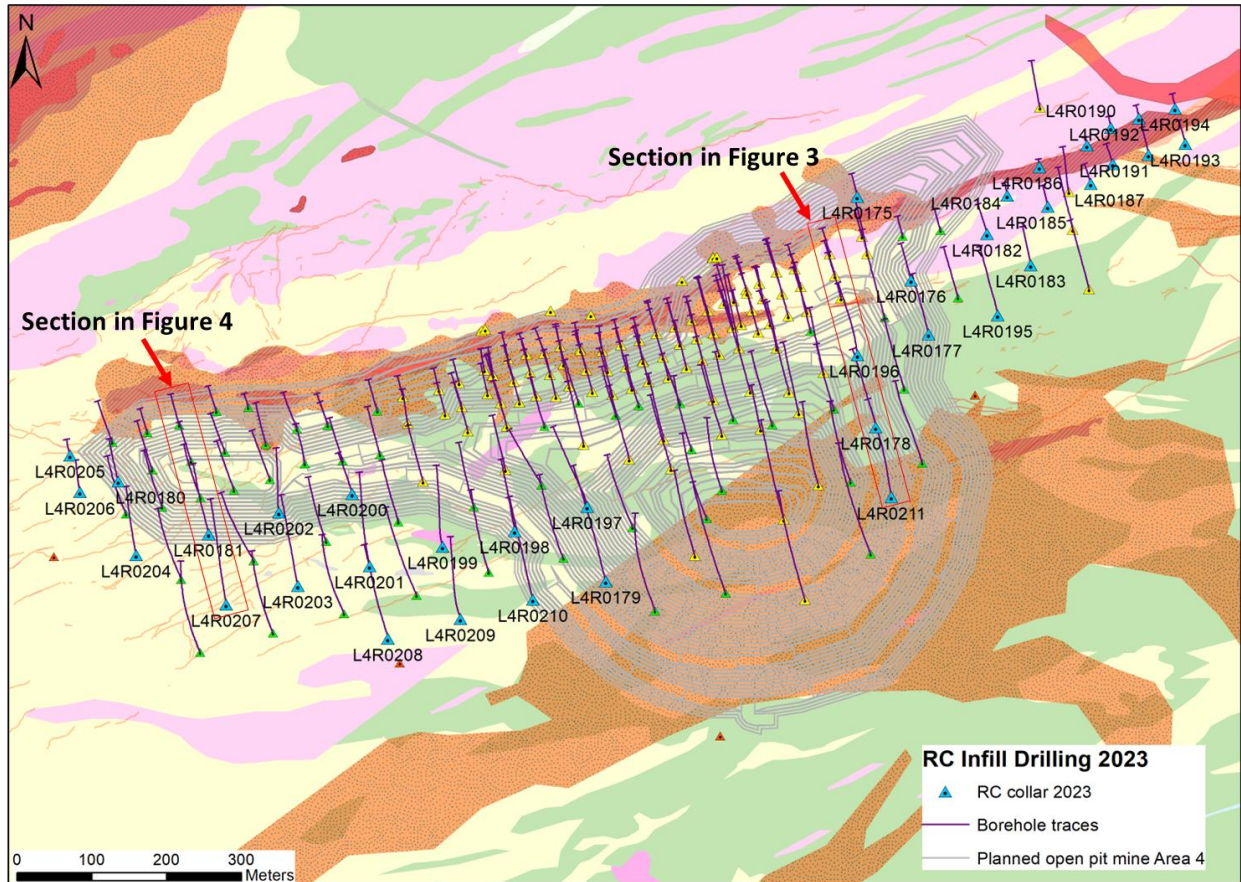 N
L4R0190
L4R0194
L4R0192
L4R0193
Section in Figure 3
L4R0191
L4R0186
L4R0187
L4R0184
L4R0175
L4R0185
L4R0182
L4R0183
L4R0176
L4R0195
Section in Figure 4
L4R0177
L4R0196
L4R0178
L4R0205
L4R0180
L4R0206
L4R0200
L4R0211
L4R0197
L4R0202
L4R0198
L4R0181
L4R0199
L4R0204
L4R0201
L4R0179
L4R0203
L4R0210
L4R0207
L4R0209
L4R0208
RC Infill Drilling 2023
RC collar 2023
Borehole traces
Planned open pit mine Area 4
0 100 200 300
Meters